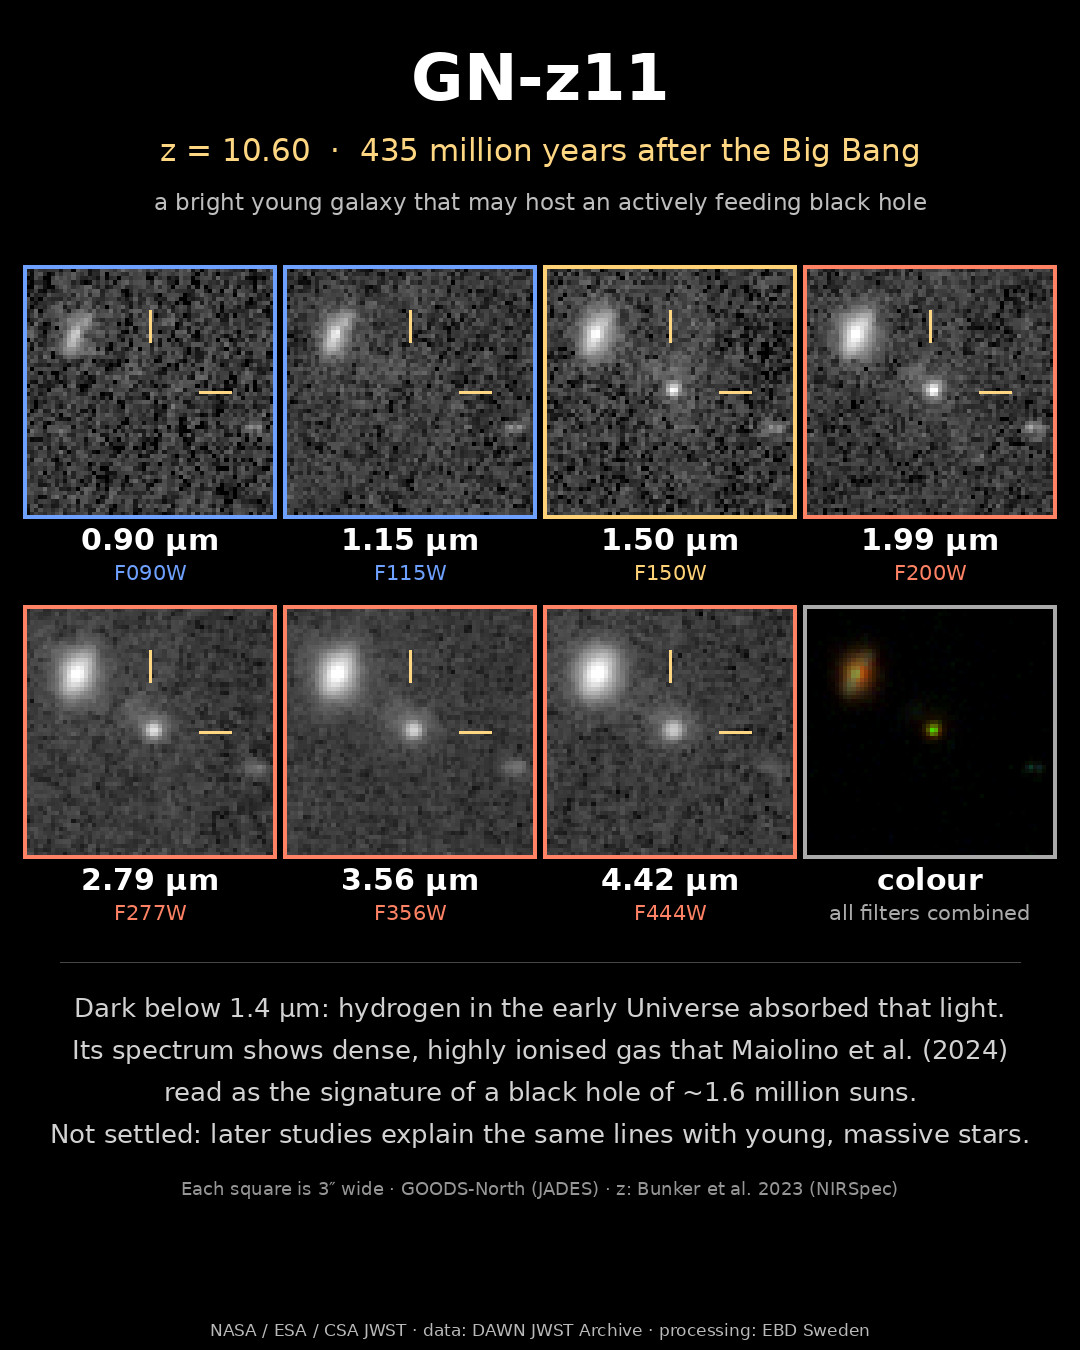 GN-z11
z = 10.60 · 435 million years after the Big Bang
a bright young galaxy that may host an actively feeding black hole
0.90 µm 1.15 µm 1.50 µm 1.99 µm
F090W F115W F150W F200W
2.79 µm 3.56 µm 4.42 µm colour
F277W F356W F444W all filters combined
Dark below 1.4 µm: hydrogen in the early Universe absorbed that light.
Its spectrum shows dense, highly ionised gas that Maiolino et al. (2024)
read as the signature of a black hole of ~1.6 million suns.
Not settled: later studies explain the same lines with young, massive stars.
Each square is 3″ wide · GOODS-North (JADES) · z: Bunker et al. 2023 (NIRSpec)
NASA / ESA / CSA JWST · data: DAWN JWST Archive · processing: EBD Sweden